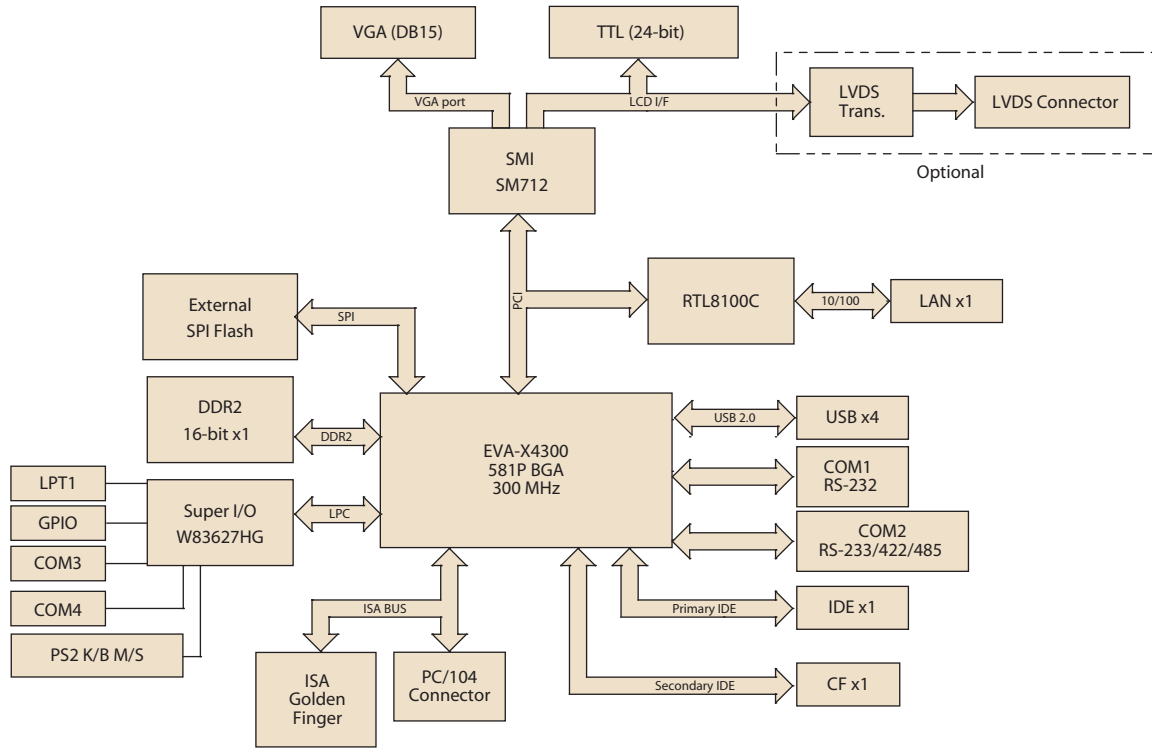 VGA (DB15)
TTL (24-bit)
LVDS
Trans.
LVDS Connector
VGA port
LCD I/F
Optional
SMI
SM712
PCI
External
SPI Flash
SPI
RTL8100C
10/100
LAN x1
DDR2
16-bit x1
DDR2
EVA-X4300
581P BGA
300 MHz
USB 2.0
USB x4
COM1
RS-232
COM2
RS-233/422/485
LPT1
GPIO
COM3
COM4
PS2 K/B M/S
Super I/O
W83627HG
LPC
ISA BUS
Primary IDE
IDE x1
ISA
Golden
Finger
PC/104
Connector
Secondary IDE
CF x1